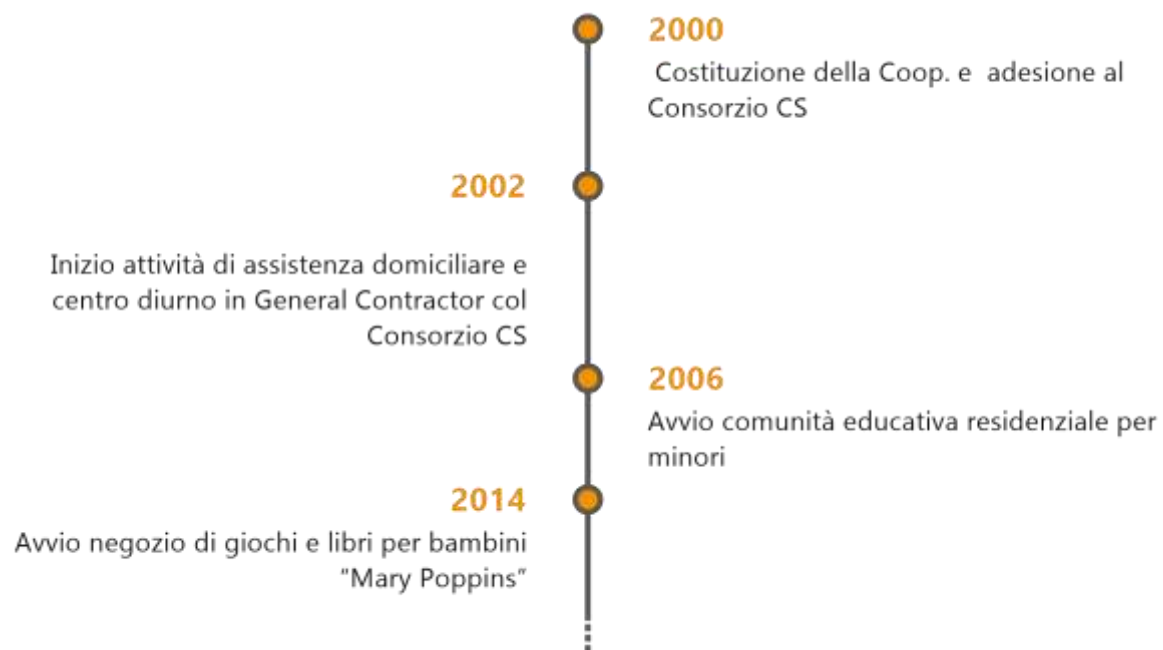 2000
Costituzione della Coop. e adesione al
Consorzio CS
2002
Inizio attività di assistenza domiciliare e
centro diurno in General Contractor col
Consorzio CS
2006
Avvio comunità educativa residenziale per
minori
2014
Avvio negozio di giochi e libri per bambini
"Mary Poppins"